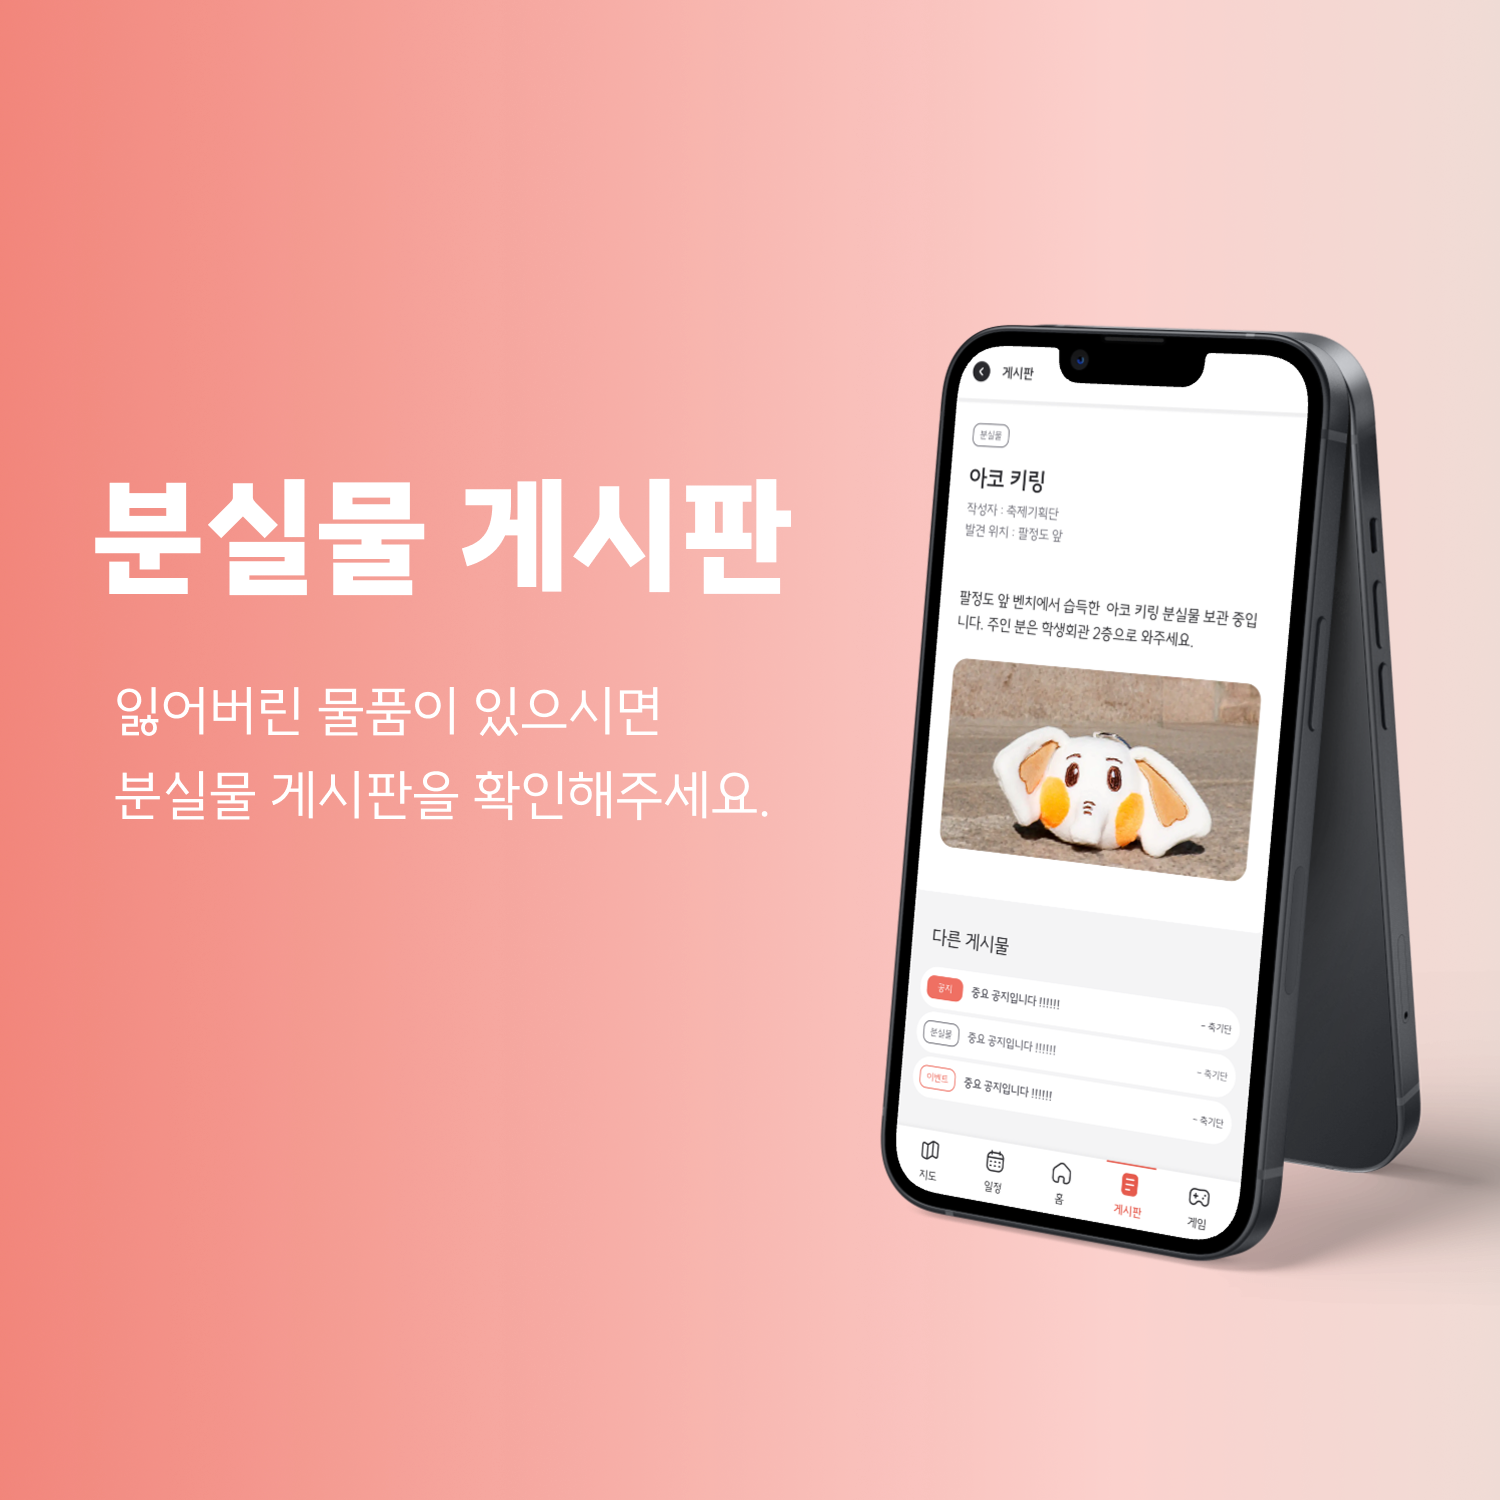 분실물 게시판
잃어버린 물품이 있으시면
분실물 게시판을 확인해주세요.
게시판
분실물
아코 키링
작성자 : 축제기획단
발견 위치 : 팔정도 앞
팔정도 앞 벤치에서 습득한 아코 키링 분실물 보관 중입
니다. 주인 분은 학생회관 2층으로 와주세요.
다른 게시물
공지 중요 공지입니다 !!!!!! - 축기단
분실물 중요 공지입니다 !!!!!! - 축기단
이벤트 중요 공지입니다 !!!!!! - 축기단
지도 일정 홈 게시판 게임